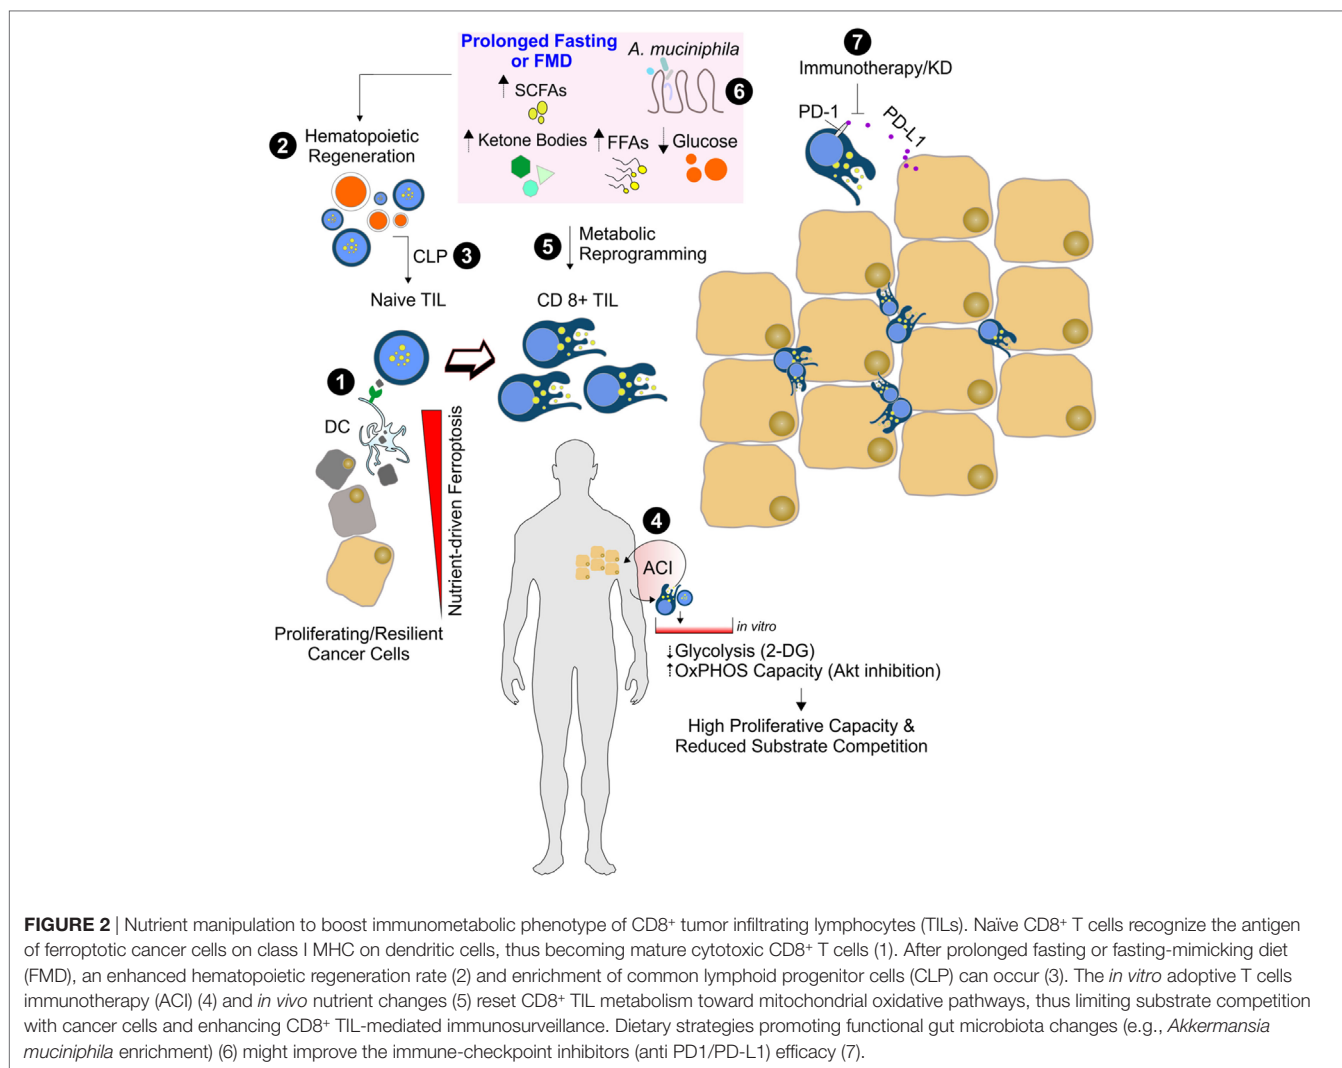 Prolonged Fasting
or FMD
A. muciniphila
SCFAs
6
Ketone Bodies
FFAs
Glucose
7
Immunotherapy/KD
PD-1
PD-L1
2
Hematopoietic
Regeneration
CLP
3
Naive TIL
5
Metabolic
Reprogramming
CD 8+ TIL
1
DC
Nutrient-driven Ferroptosis
Proliferating/Resilient
Cancer Cells
4
ACI
in vitro
Glycolysis (2-DG)
OxPHOS Capacity (Akt inhibition)
High Proliferative Capacity &
Reduced Substrate Competition
FIGURE 2 | Nutrient manipulation to boost immunometabolic phenotype of CD8+ tumor infiltrating lymphocytes (TILs). Naïve CD8+ T cells recognize the antigen
of ferroptotic cancer cells on class I MHC on dendritic cells, thus becoming mature cytotoxic CD8+ T cells (1). After prolonged fasting or fasting-mimicking diet
(FMD), an enhanced hematopoietic regeneration rate (2) and enrichment of common lymphoid progenitor cells (CLP) can occur (3). The in vitro adoptive T cells
immunotherapy (ACI) (4) and in vivo nutrient changes (5) reset CD8+ TIL metabolism toward mitochondrial oxidative pathways, thus limiting substrate competition
with cancer cells and enhancing CD8+ TIL-mediated immunosurveillance. Dietary strategies promoting functional gut microbiota changes (e.g., Akkermansia
muciniphila enrichment) (6) might improve the immune-checkpoint inhibitors (anti PD1/PD-L1) efficacy (7).